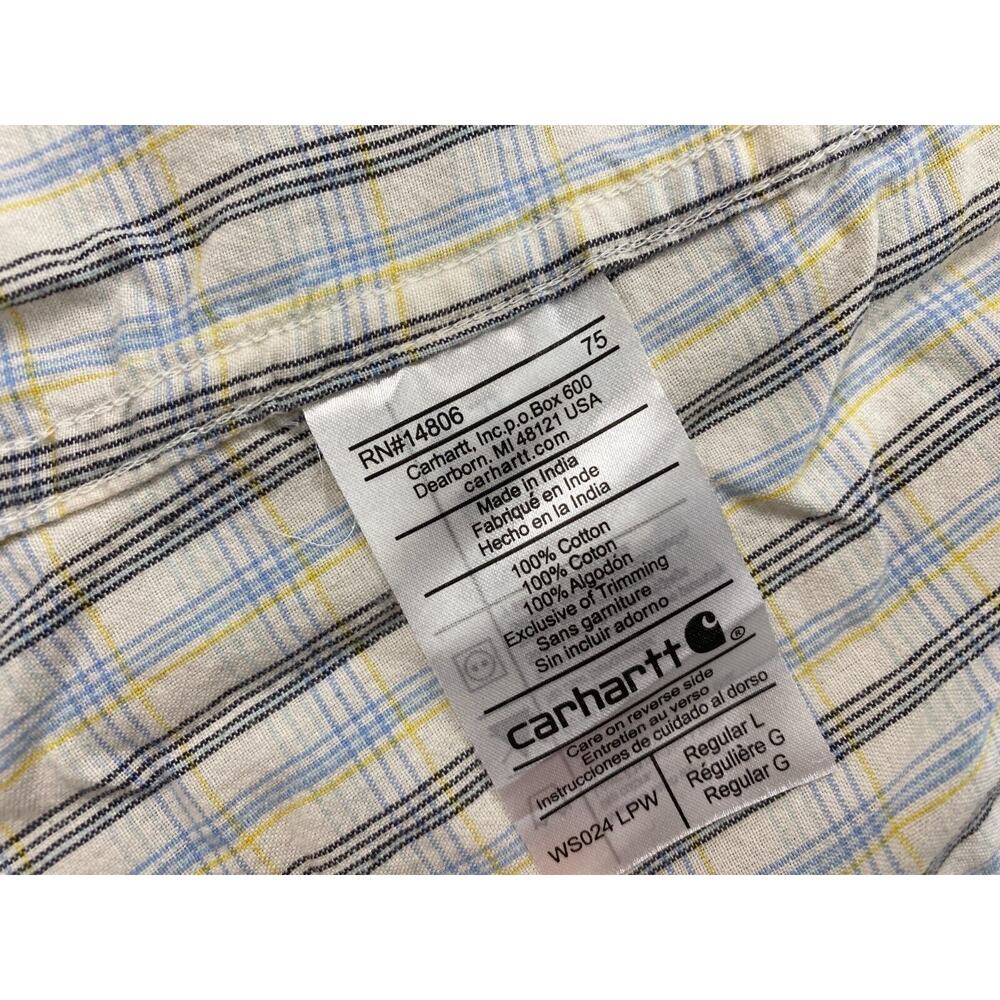 75
RN#14806
Carhartt, Inc.p.o.Box 600
Dearborn, MI 48121 USA
carhartt.com
Made in India
Fabriqué en Inde
Hecho en la India
100% Cotton
100% Coton
100% Algodón
Exclusive of Trimming
Sans garniture
Sin incluir adorno
carhartt ®
Care on reverse side
Entretien au verso
Instrucciones de cuidado al dorso
WS024 LPW
Regular L
Régulière G
Regular G